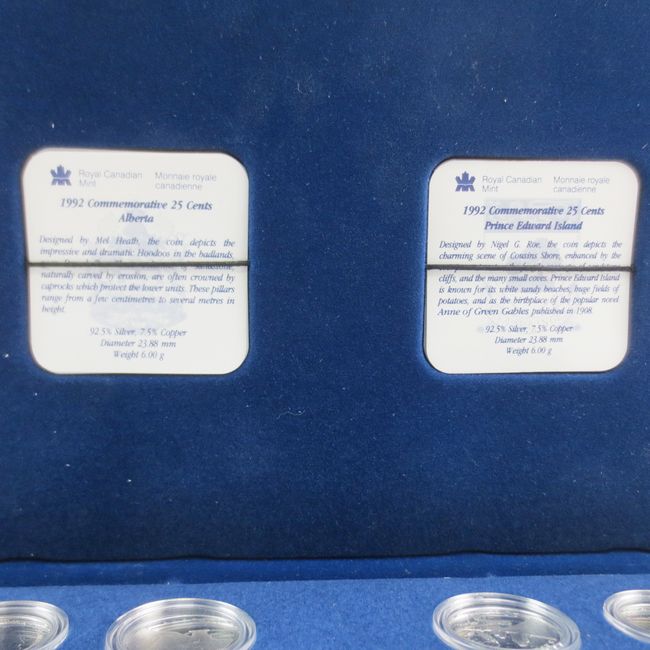 Royal Canadian Mint
Monnaie royale canadienne
1992 Commemorative 25 Cents
Alberta
Designed by Mel Heath, the coin depicts the
impressive and dramatic Hoodoos in the badlands,
naturally carved by erosion, are often crowned by
caprocks which protect the lower units. These pillars
range from a few centimetres to several metres in
height.
92.5% Silver, 7.5% Copper
Diameter 23.88 mm
Weight 6.00 g
Royal Canadian Mint
Monnaie royale canadienne
1992 Commemorative 25 Cents
Prince Edward Island
Designed by Nigel G. Roe, the coin depicts the
charming scene of Cousins Shore, enhanced by the
cliffs, and the many small coves. Prince Edward Island
is known for its white sandy beaches, huge fields of
potatoes, and as the birthplace of the popular novel
Anne of Green Gables published in 1908.
92.5% Silver, 7.5% Copper
Diameter 23.88 mm
Weight 6.00 g